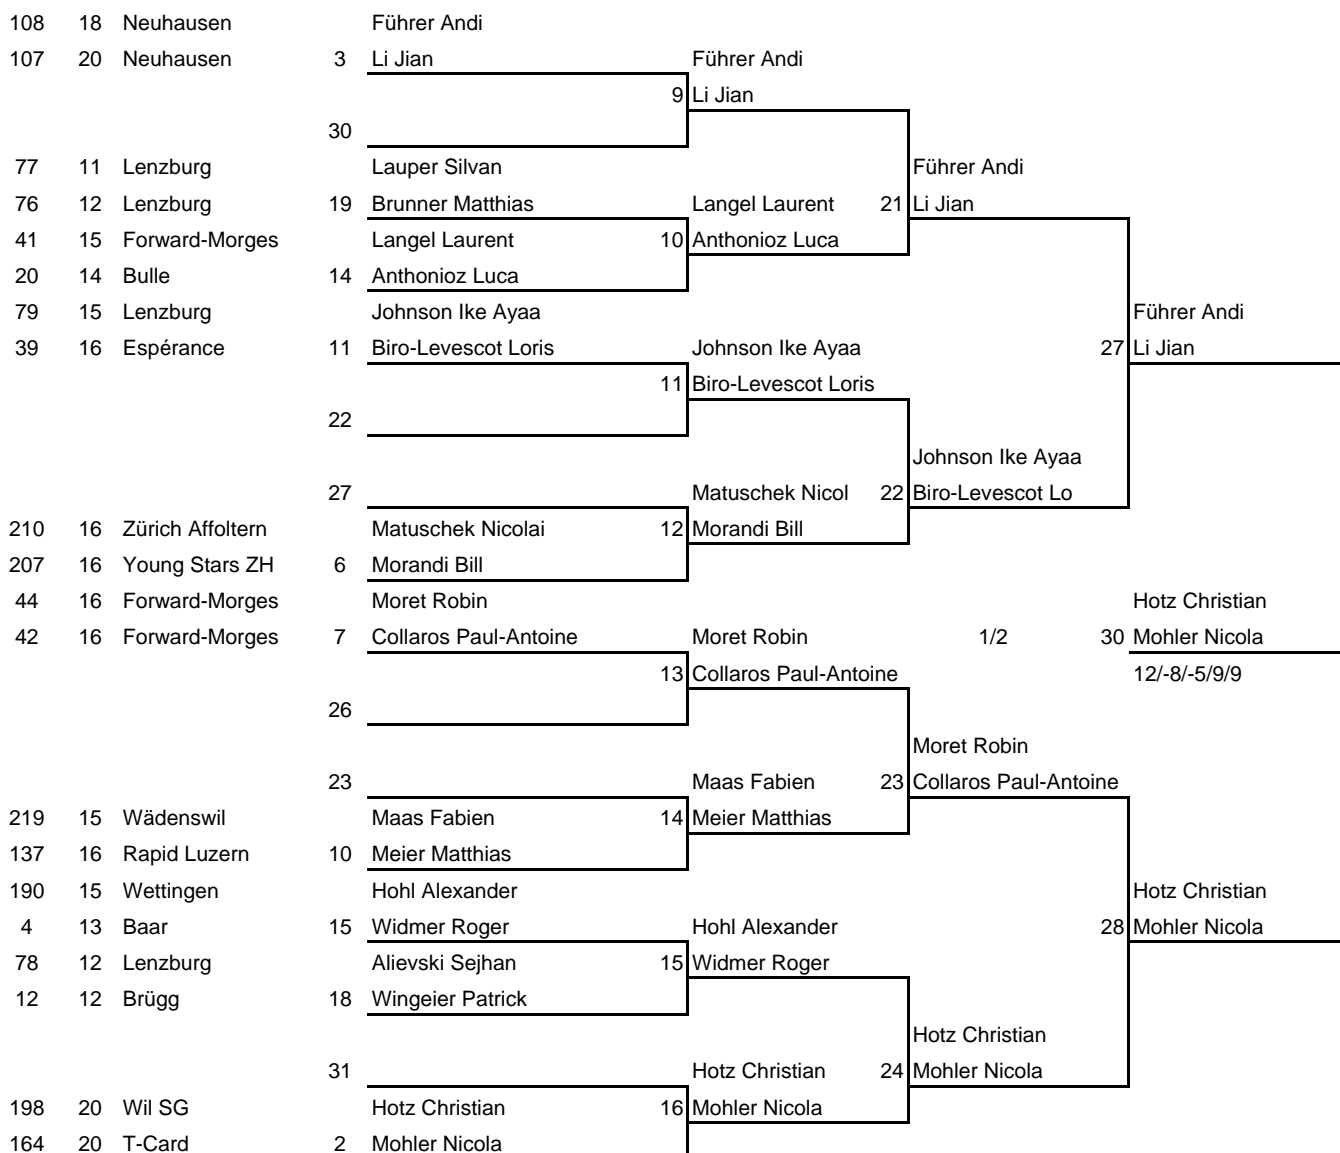 108 18 Neuhausen Führer Andi
107 20 Neuhausen 3 Li Jian Führer Andi
9 Li Jian
30
77 11 Lenzburg Lauper Silvan Führer Andi
76 12 Lenzburg 19 Brunner Matthias Langel Laurent 21 Li Jian
41 15 Forward-Morges Langel Laurent 10 Anthonioz Luca
20 14 Bulle 14 Anthonioz Luca
79 15 Lenzburg Johnson Ike Ayaa Führer Andi
39 16 Espérance 11 Biro-Levescot Loris Johnson Ike Ayaa 27 Li Jian
11 Biro-Levescot Loris
22
Johnson Ike Ayaa
27 Matuschek Nicol 22 Biro-Levescot Lo
210 16 Zürich Affoltern Matuschek Nicolai 12 Morandi Bill
207 16 Young Stars ZH 6 Morandi Bill
44 16 Forward-Morges Moret Robin Hotz Christian
42 16 Forward-Morges 7 Collaros Paul-Antoine Moret Robin 1/2 30 Mohler Nicola
13 Collaros Paul-Antoine 12/-8/-5/9/9
26
Moret Robin
23 Maas Fabien 23 Collaros Paul-Antoine
219 15 Wädenswil Maas Fabien 14 Meier Matthias
137 16 Rapid Luzern 10 Meier Matthias
190 15 Wettingen Hohl Alexander Hotz Christian
4 13 Baar 15 Widmer Roger Hohl Alexander 28 Mohler Nicola
78 12 Lenzburg Alievski Sejhan 15 Widmer Roger
12 12 Brügg 18 Wingeier Patrick
Hotz Christian
31 Hotz Christian 24 Mohler Nicola
198 20 Wil SG Hotz Christian 16 Mohler Nicola
164 20 T-Card 2 Mohler Nicola